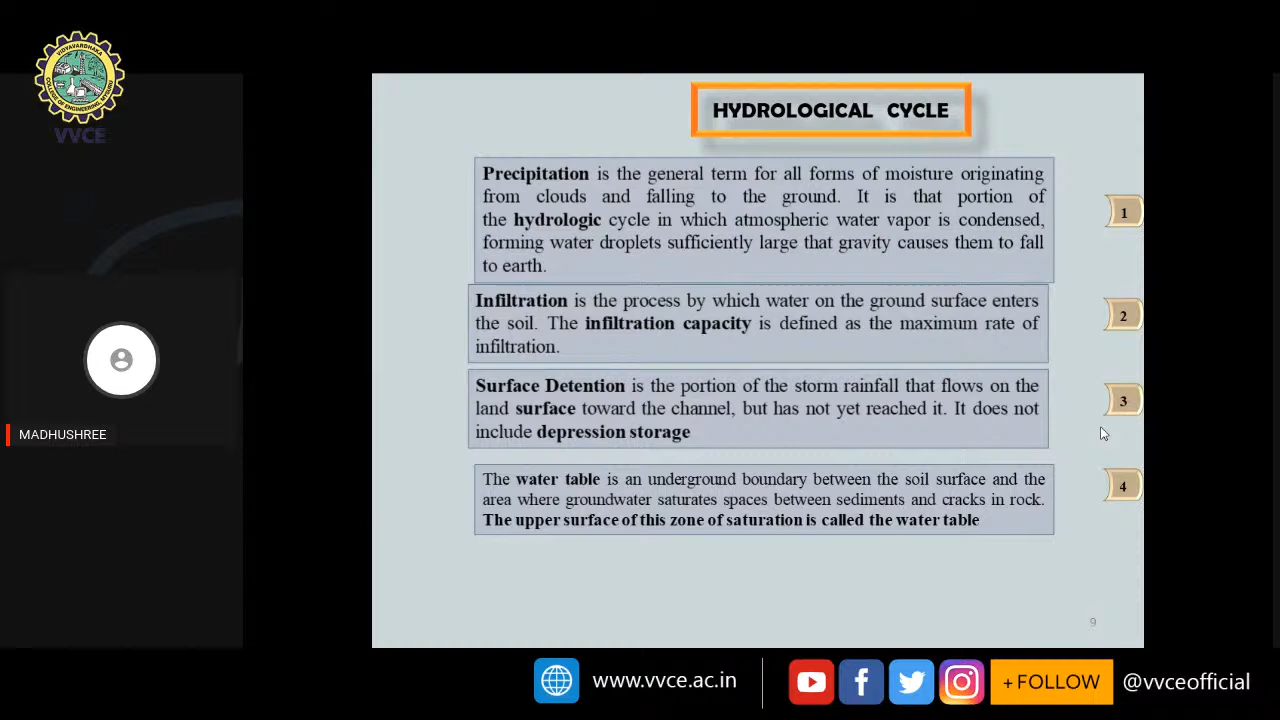 VIDYAVARDHAKA
COLLEGE OF ENGINEERING, MYSURU
VVCE
HYDROLOGICAL CYCLE
Precipitation is the general term for all forms of moisture originating
from clouds and falling to the ground. It is that portion of
the hydrologic cycle in which atmospheric water vapor is condensed,
forming water droplets sufficiently large that gravity causes them to fall
to earth.
1
Infiltration is the process by which water on the ground surface enters
the soil. The infiltration capacity is defined as the maximum rate of
infiltration.
2
Surface Detention is the portion of the storm rainfall that flows on the
land surface toward the channel, but has not yet reached it. It does not
include depression storage
3
MADHUSHREE
The water table is an underground boundary between the soil surface and the
area where groundwater saturates spaces between sediments and cracks in rock.
The upper surface of this zone of saturation is called the water table
4
9
www.vvce.ac.in
+ FOLLOW
@vvceofficial